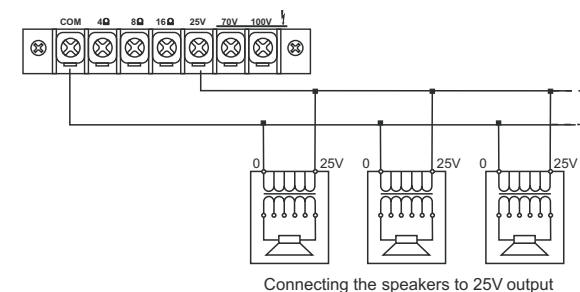 COM 4Ω 8Ω 16Ω 25V 70V 100V
0 25V 0 25V 0 25V
Connecting the speakers to 25V output